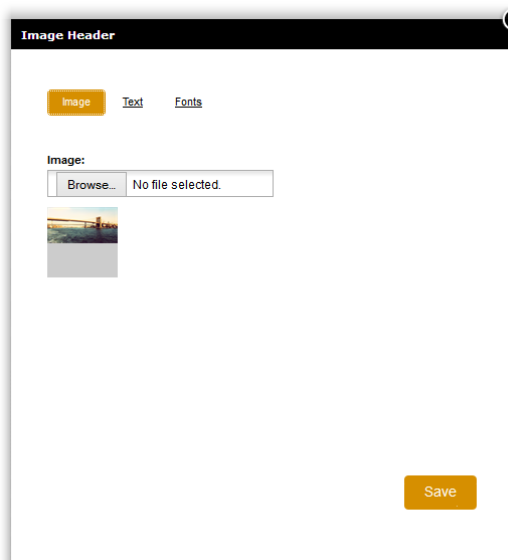 Image Header
Image Text Fonts
Image:
Browse... No file selected.
Save